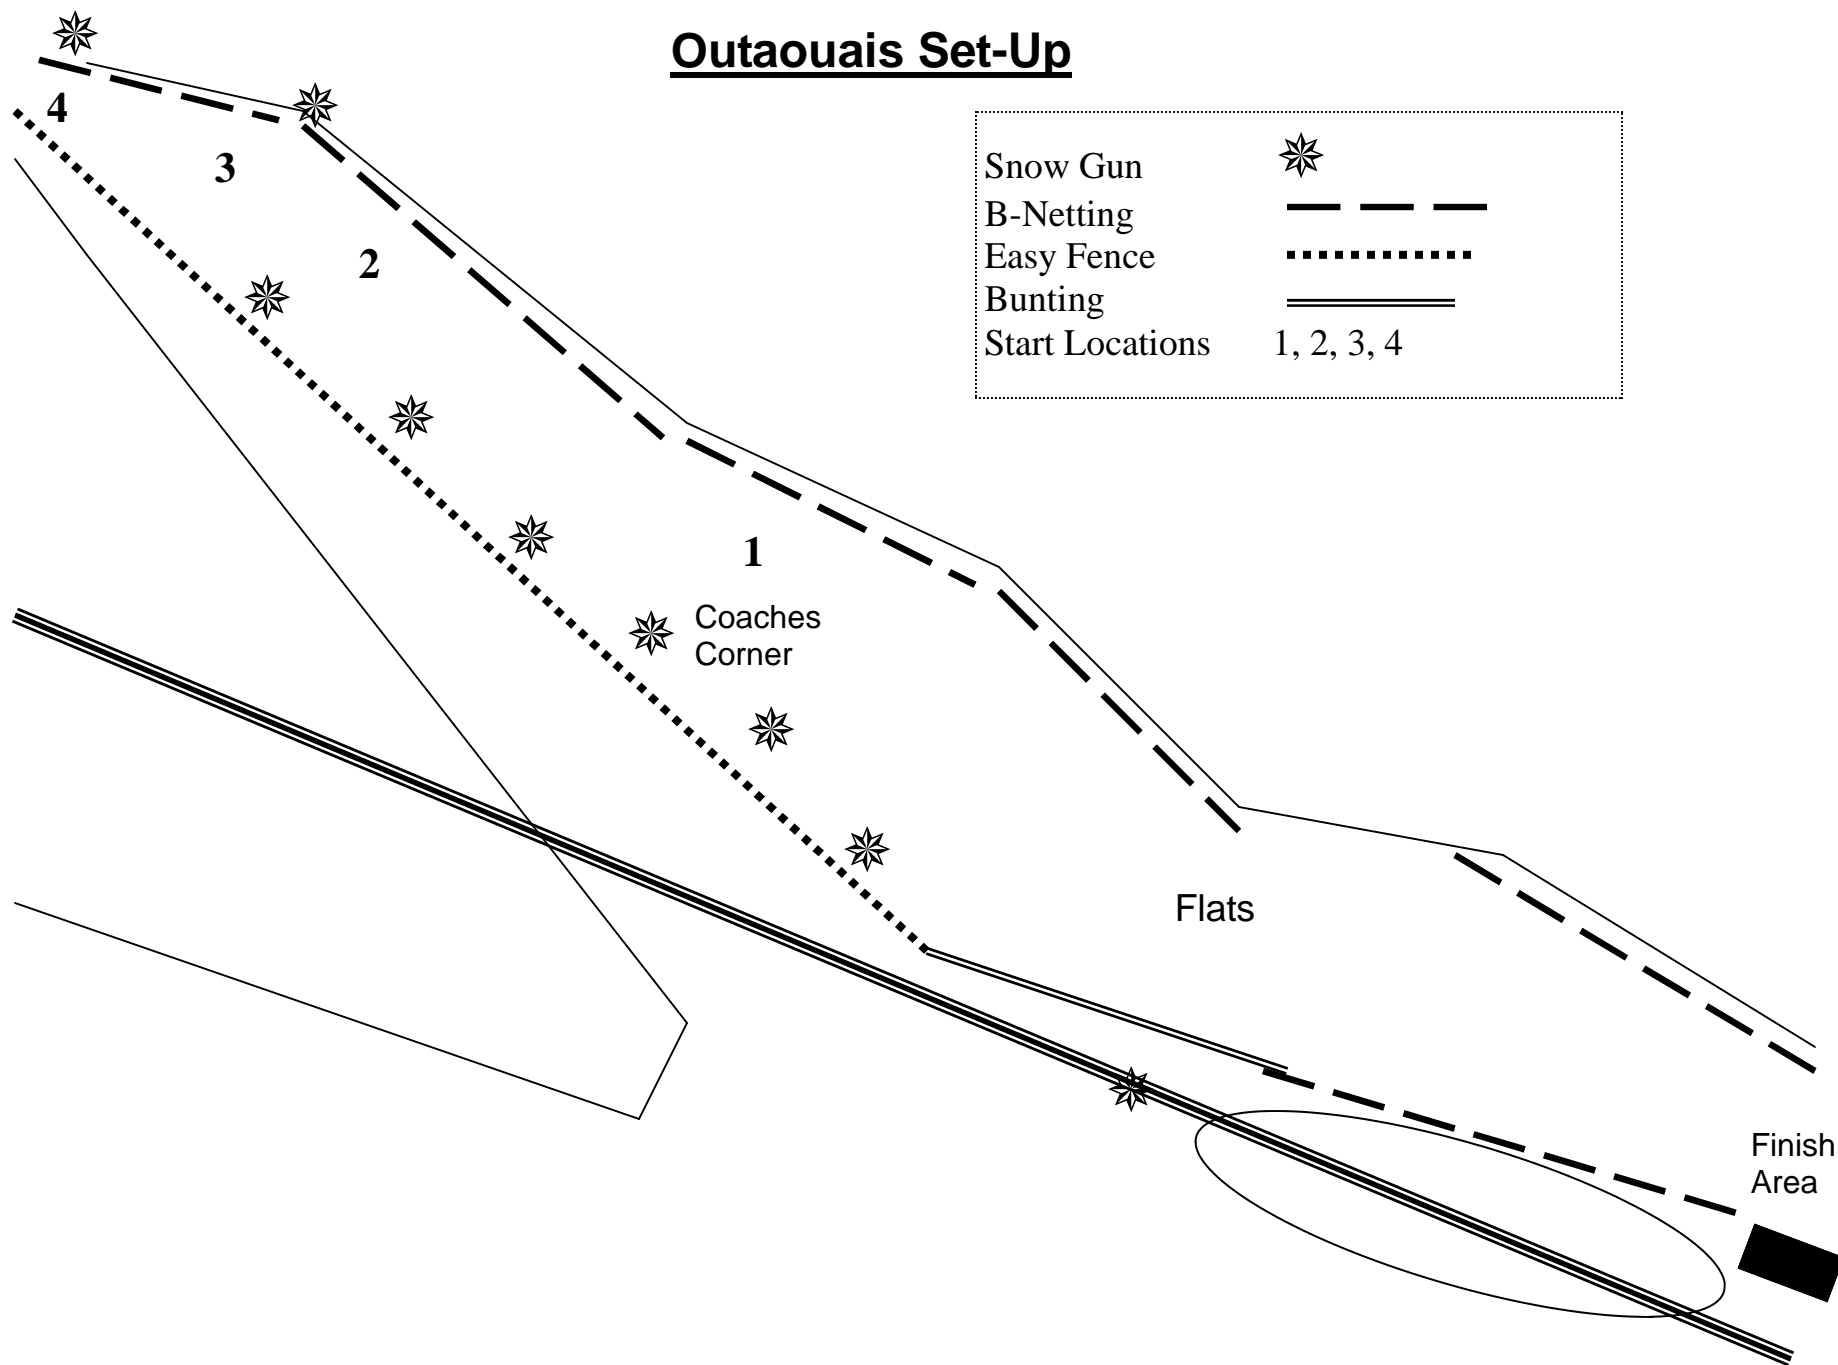 Outaouais Set-Up
4
3
2
Snow Gun
B-Netting
Easy Fence
Bunting
Start Locations 1, 2, 3, 4
1
Coaches
Corner
Flats
Finish
Area